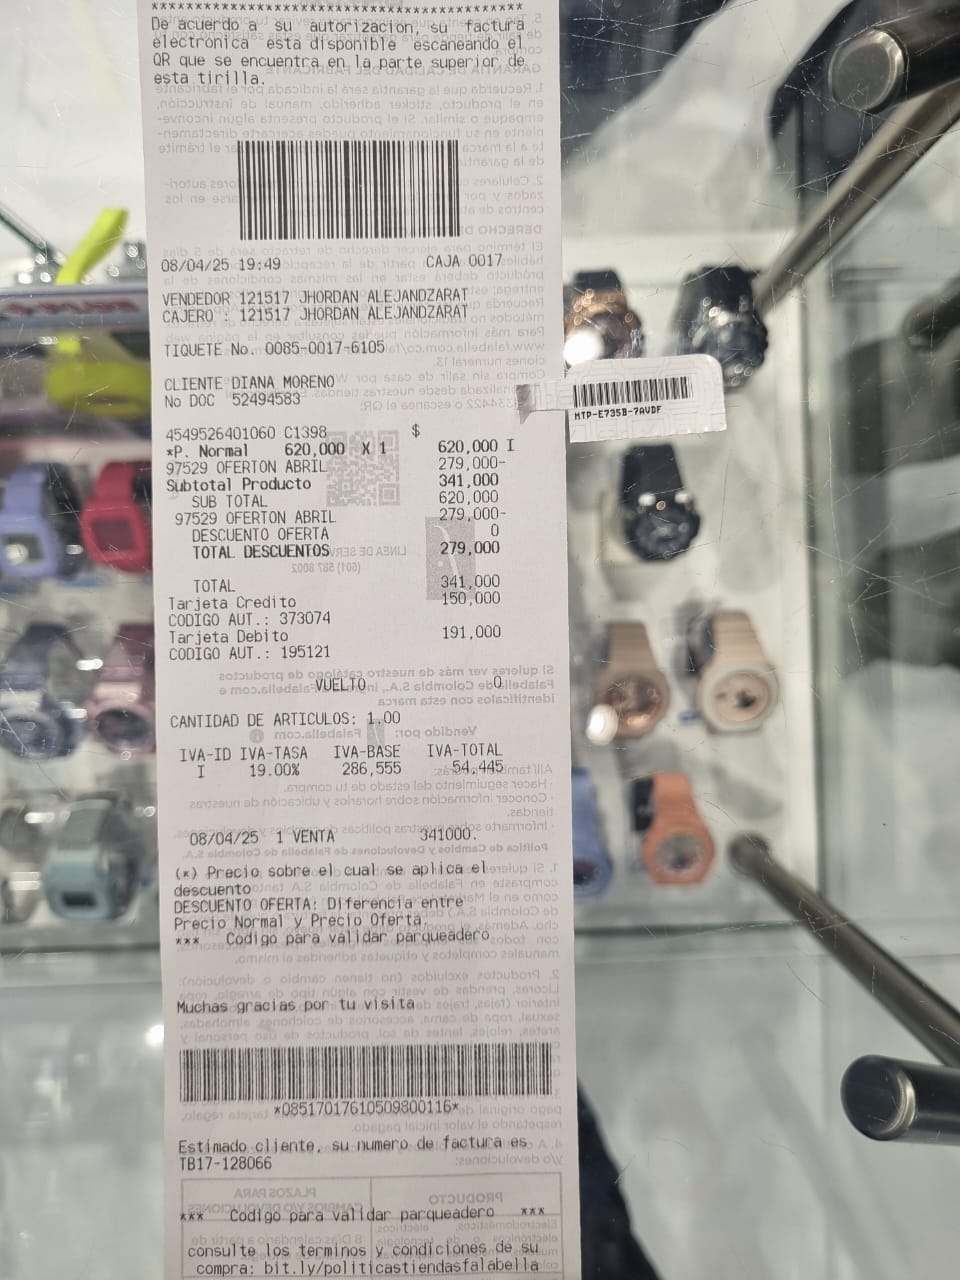 ****************************************
De acuerdo a su autorizacion, su factura
electronica esta disponible escaneando el
QR que se encuentra en la parte superior de
esta tirilla.
08/04/25 19:49 CAJA 0017
VENDEDOR 121517 JHORDAN ALEJANDZARAT
CAJERO : 121517 JHORDAN ALEJANDZARAT
TIQUETE No. 0085-0017-6105
CLIENTE DIANA MORENO
No DOC 52494583
MTP-E735B-7AVDF
4549526401060 C1398 $
*P. Normal 620,000 X 1 620,000 I
97529 OFERTON ABRIL 279,000-
Subtotal Producto 341,000
SUB TOTAL 620,000
97529 OFERTON ABRIL 279,000-
DESCUENTO OFERTA 0
TOTAL DESCUENTOS 279,000
TOTAL 341,000
Tarjeta Credito 150,000
CODIGO AUT.: 373074
Tarjeta Debito 191,000
CODIGO AUT.: 195121
VUELTO 0
CANTIDAD DE ARTICULOS: 1.00
IVA-ID IVA-TASA IVA-BASE IVA-TOTAL
I 19.00% 286,555 54,445
08/04/25 1 VENTA 341000.
(*) Precio sobre el cual se aplica el
descuento
DESCUENTO OFERTA: Diferencia entre
Precio Normal y Precio Oferta.
*** Codigo para validar parqueadero
Muchas gracias por tu visita
*08517017610509800116*
Estimado cliente, su numero de factura es
TB17-128066
*** Codigo para validar parqueadero ***
consulte los terminos y condiciones de su
compra: bit.ly/politicastiendasfalabella